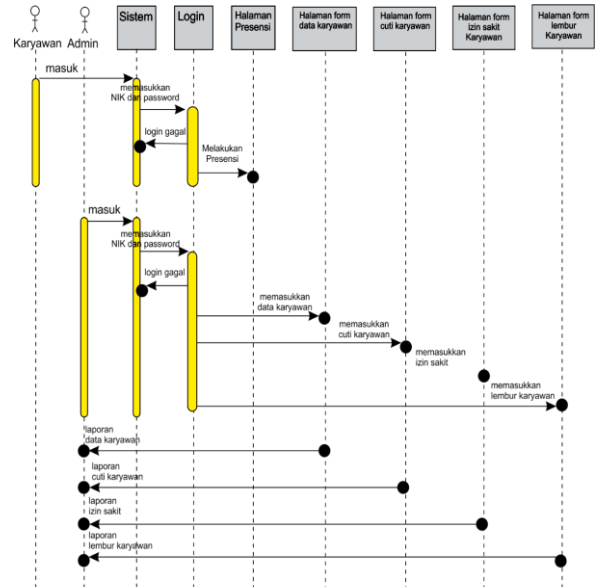 Karyawan
Admin
Sistem
Login
Halaman
Presensi
Halaman form
data karyawan
Halaman form
cuti karyawan
Halaman form
izin sakit
Karyawan
Halaman form
lembur
Karyawan
masuk
memasukkan
NIK dan password
login gagal
Melakukan
Presensi
masuk
memasukkan
NIK dan password
login gagal
memasukkan
data karyawan
memasukkan
cuti karyawan
memasukkan
izin sakit
memasukkan
lembur karyawan
laporan
data karyawan
laporan
cuti karyawan
laporan
izin sakit
laporan
lembur karyawan